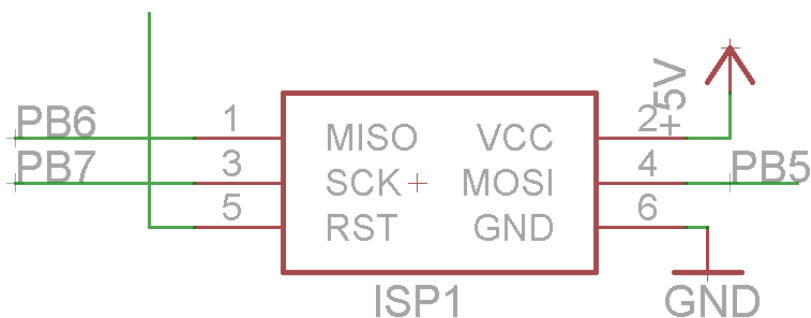 PB6 1 MISO VCC 2 +5V
PB7 3 SCK MOSI 4 PB5
5 RST GND 6
ISP1 GND